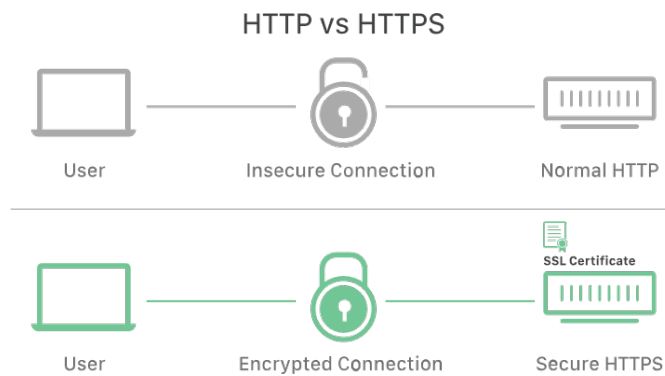 HTTP vs HTTPS
User
Insecure Connection
Normal HTTP
SSL Certificate
User
Encrypted Connection
Secure HTTPS